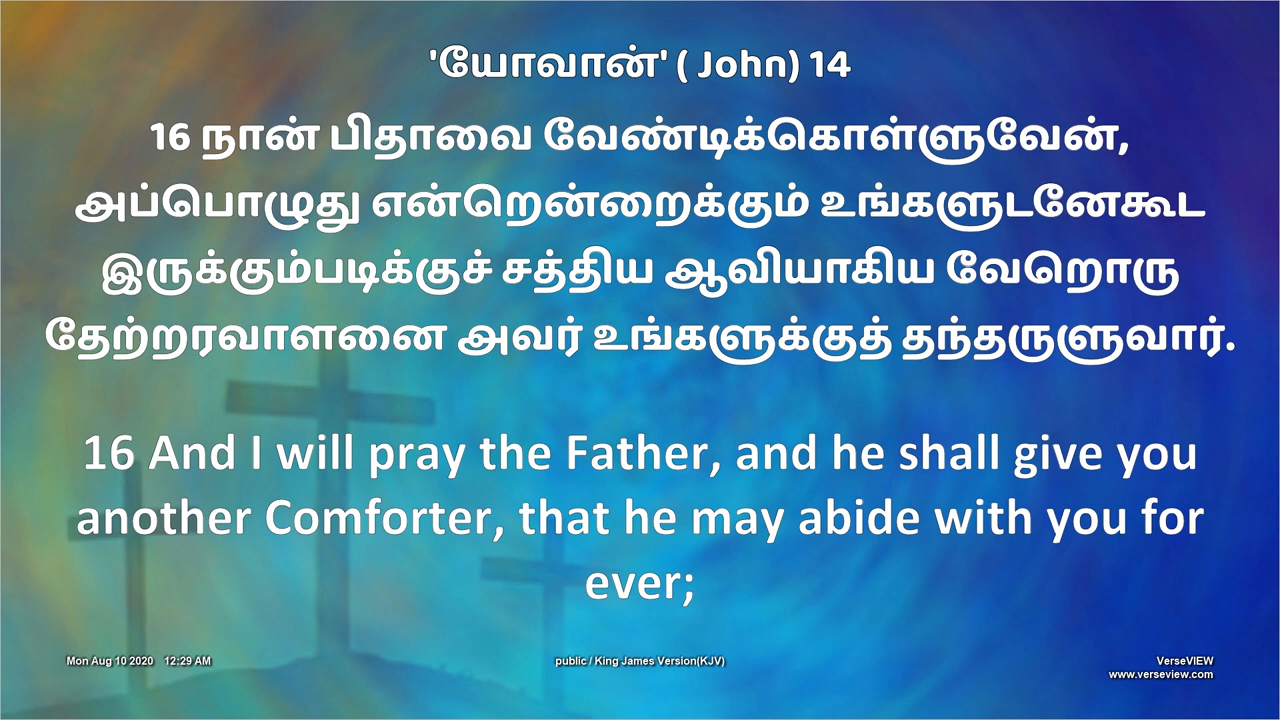 'யோவான்' ( John) 14
16 நான் பிதாவை வேண்டிக்கொள்ளுவேன்,
அப்பொழுது என்றென்றைக்கும் உங்களுடனேகூட
இருக்கும்படிக்குச் சத்திய ஆவியாகிய வேறொரு
தேற்றரவாளனை அவர் உங்களுக்குத் தந்தருளுவார்.
16 And I will pray the Father, and he shall give you
another Comforter, that he may abide with you for
ever;
Mon Aug 10 2020 12:29 AM
public / King James Version(KJV)
VerseVIEW
www.verseview.com